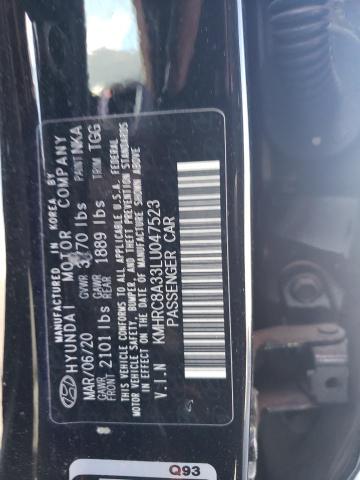 MANUFACTURED IN KOREA BY
HYUNDAI MOTOR COMPANY
MAR/06/20 GVWR 3770 lbs PAINT NKA
GAWR FRONT 2101 lbs GAWR REAR 1889 lbs TRIM TGG
THIS VEHICLE CONFORMS TO ALL APPLICABLE U.S.A. FEDERAL
MOTOR VEHICLE SAFETY, BUMPER, AND THEFT PREVENTION STANDARDS
IN EFFECT ON THE DATE OF MANUFACTURE SHOWN ABOVE.
V.I.N KMHRC8A33LU047523
PASSENGER CAR
Q93